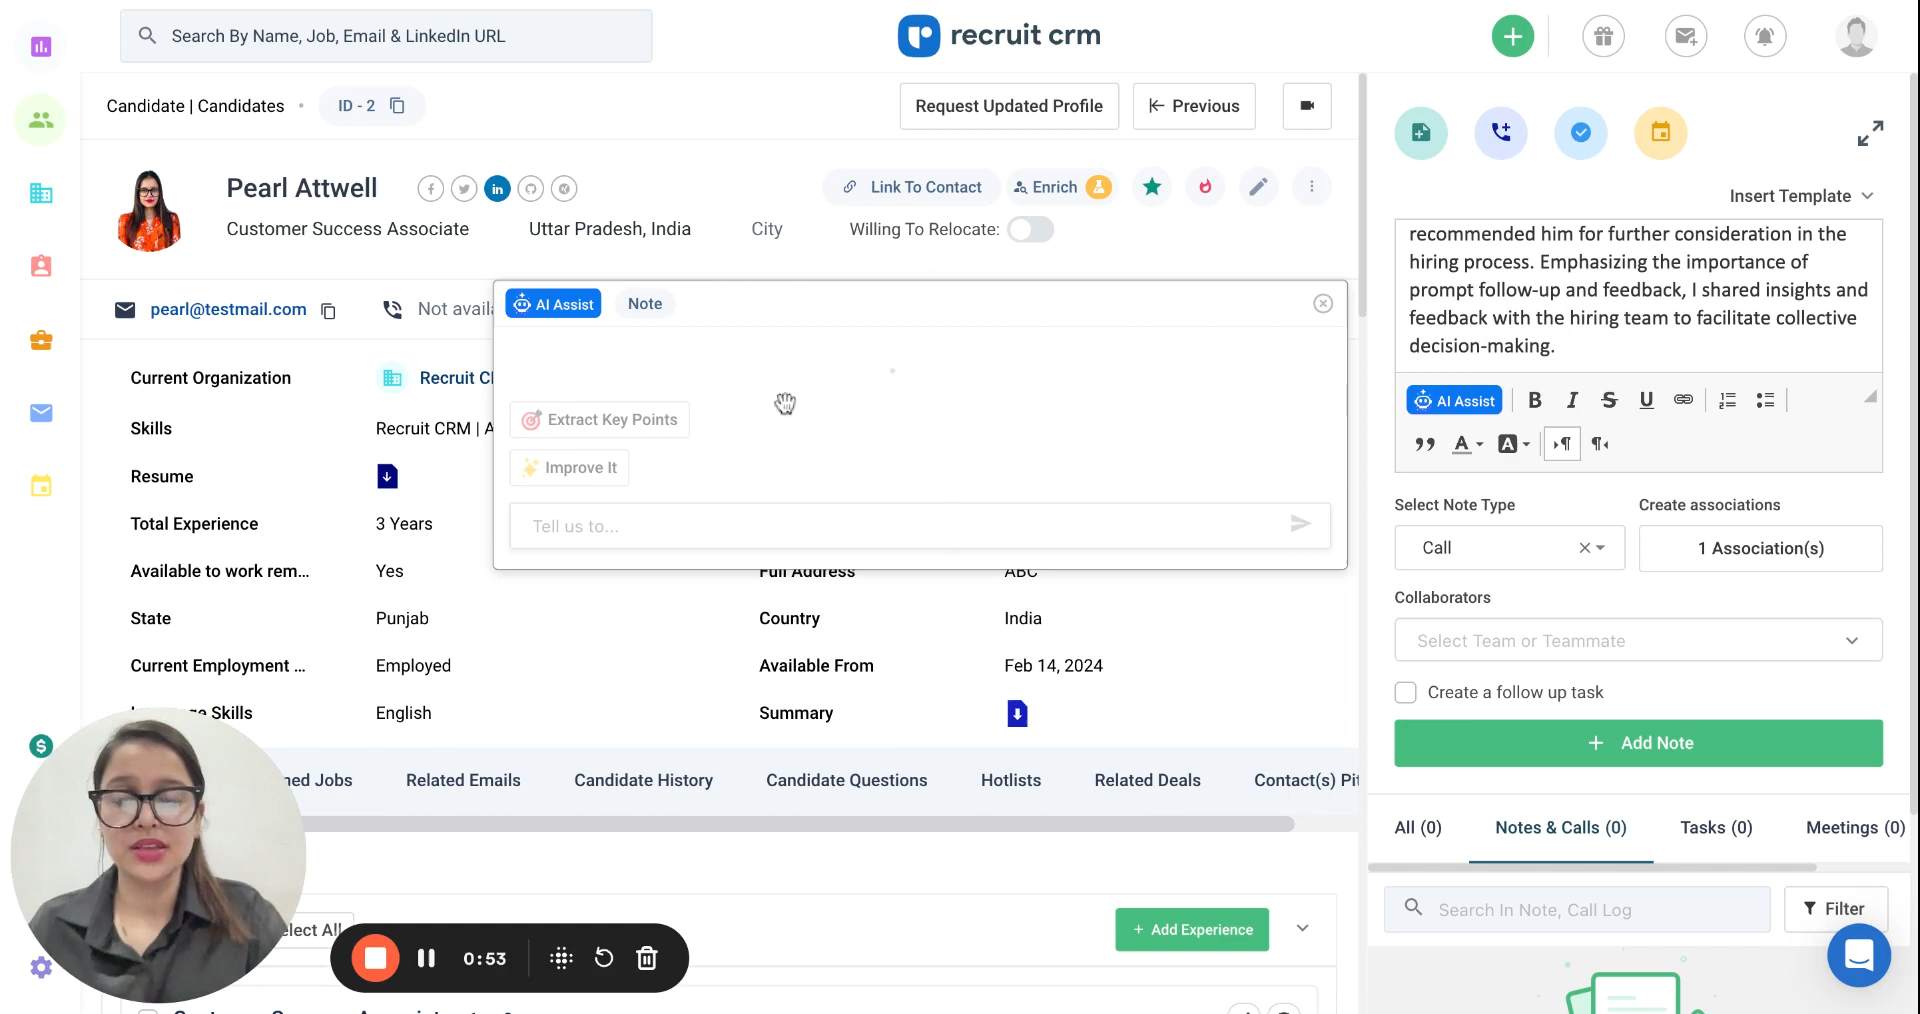 Search By Name, Job, Email & LinkedIn URL
recruit crm
Candidate | Candidates • ID - 2
Request Updated Profile
Previous
Pearl Attwell
Link To Contact
Enrich
Customer Success Associate
Uttar Pradesh, India
City
Willing To Relocate:
pearl@testmail.com
Not avail
AI Assist
Note
Extract Key Points
Improve It
Tell us to...
Current Organization
Recruit C
Skills
Recruit CRM | A
Resume
Total Experience
3 Years
Available to work rem...
Yes
Full Address
ABC
State
Punjab
Country
India
Current Employment ...
Employed
Available From
Feb 14, 2024
Skills
English
Summary
ned Jobs
Related Emails
Candidate History
Candidate Questions
Hotlists
Related Deals
Contact(s) Pit
elect All
+ Add Experience
0:53
Insert Template
recommended him for further consideration in the
hiring process. Emphasizing the importance of
prompt follow-up and feedback, I shared insights and
feedback with the hiring team to facilitate collective
decision-making.
AI Assist
B I S U
A A
Select Note Type
Create associations
Call
1 Association(s)
Collaborators
Select Team or Teammate
Create a follow up task
+ Add Note
All (0)
Notes & Calls (0)
Tasks (0)
Meetings (0)
Search In Note, Call Log
Filter